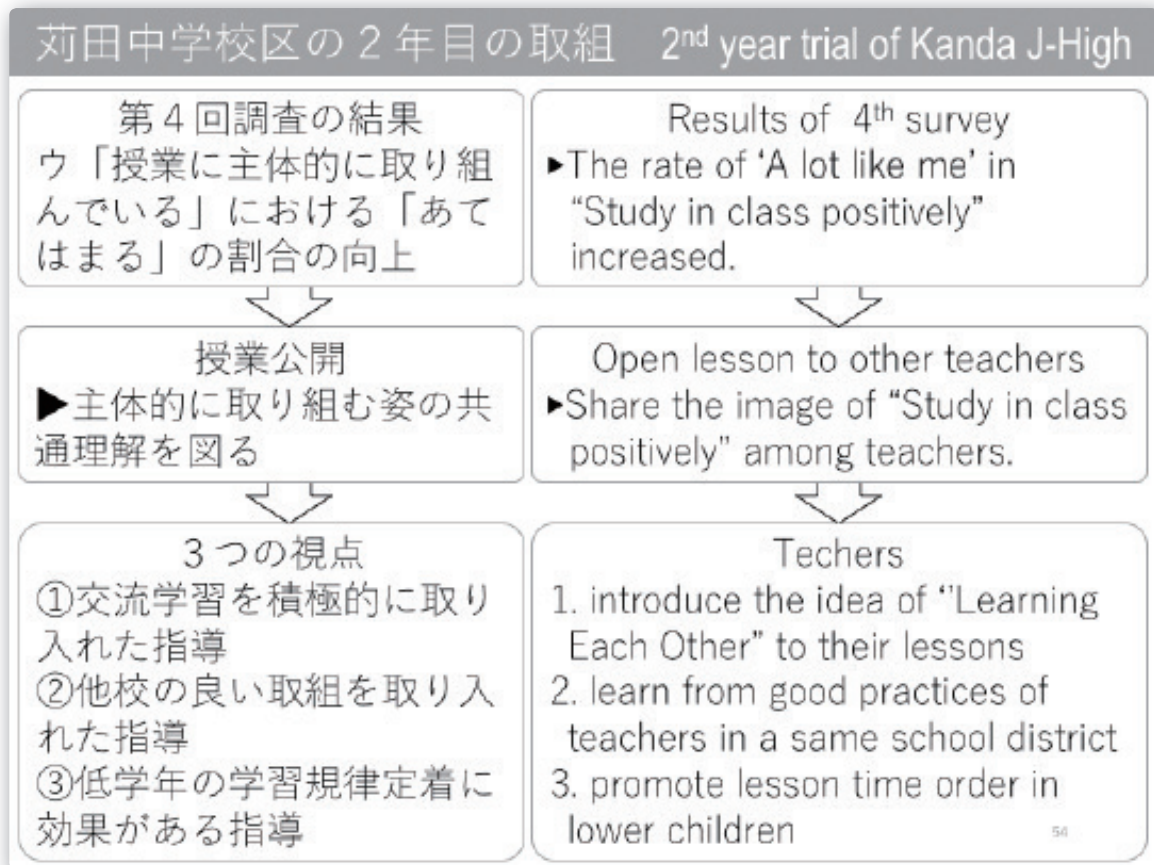 苅田中学校区の２年目の取組 2nd year trial of Kanda J-High
第４回調査の結果
ウ「授業に主体的に取り組
んでいる」における「あて
はまる」の割合の向上
Results of 4th survey
▸The rate of ‘A lot like me’ in
“Study in class positively”
increased.
授業公開
▶主体的に取り組む姿の共
通理解を図る
Open lesson to other teachers
▸Share the image of “Study in class
positively” among teachers.
３つの視点
①交流学習を積極的に取り
入れた指導
②他校の良い取組を取り入
れた指導
③低学年の学習規律定着に
効果がある指導
Techers
1. introduce the idea of “Learning
Each Other” to their lessons
2. learn from good practices of
teachers in a same school district
3. promote lesson time order in
lower children
54